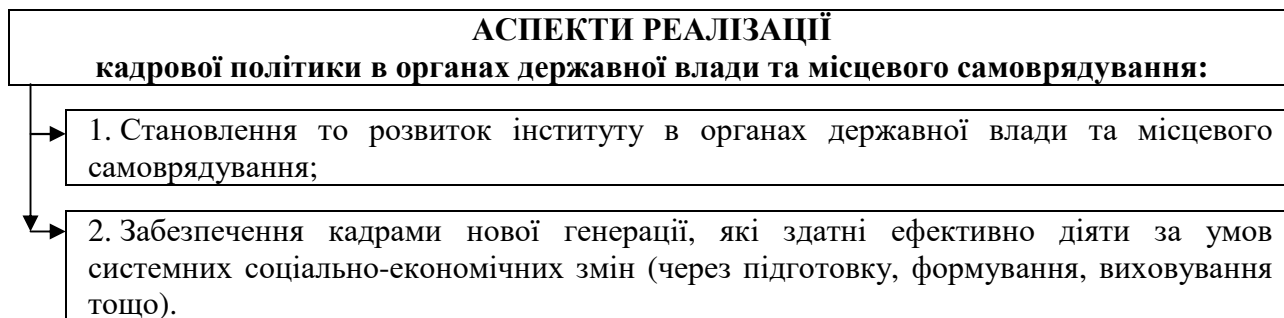 АСПЕКТИ РЕАЛІЗАЦІЇ
кадрової політики в органах державної влади та місцевого самоврядування:
1. Становлення то розвиток інституту в органах державної влади та місцевого
самоврядування;
2. Забезпечення кадрами нової генерації, які здатні ефективно діяти за умов
системних соціально-економічних змін (через підготовку, формування, виховування
тощо).